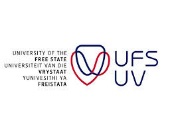 UNIVERSITY OF THE
FREE STATE
UNIVERSITEIT VAN DIE
VRYSTAAT
YUNIVESITHI YA
FREISTATA
UFS
UV